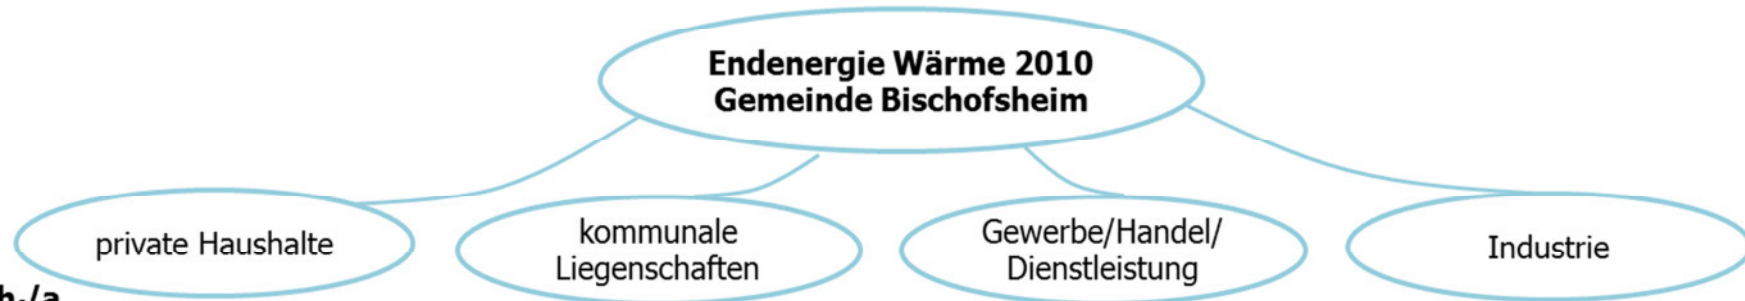 Endenergie Wärme 2010
Gemeinde Bischofsheim
private Haushalte
kommunale
Liegenschaften
Gewerbe/Handel/
Dienstleistung
Industrie